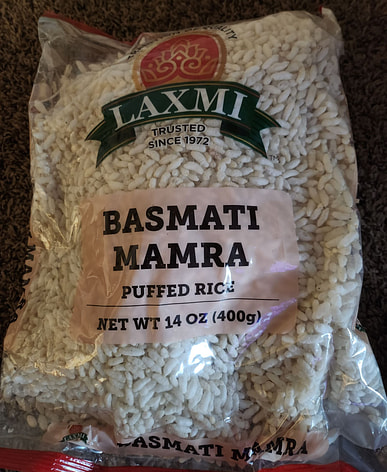 LAXMI
TRUSTED
SINCE 1972
BASMATI
MAMRA
PUFFED RICE
NET WT 14 OZ (400g)
BASMATI MAMRA